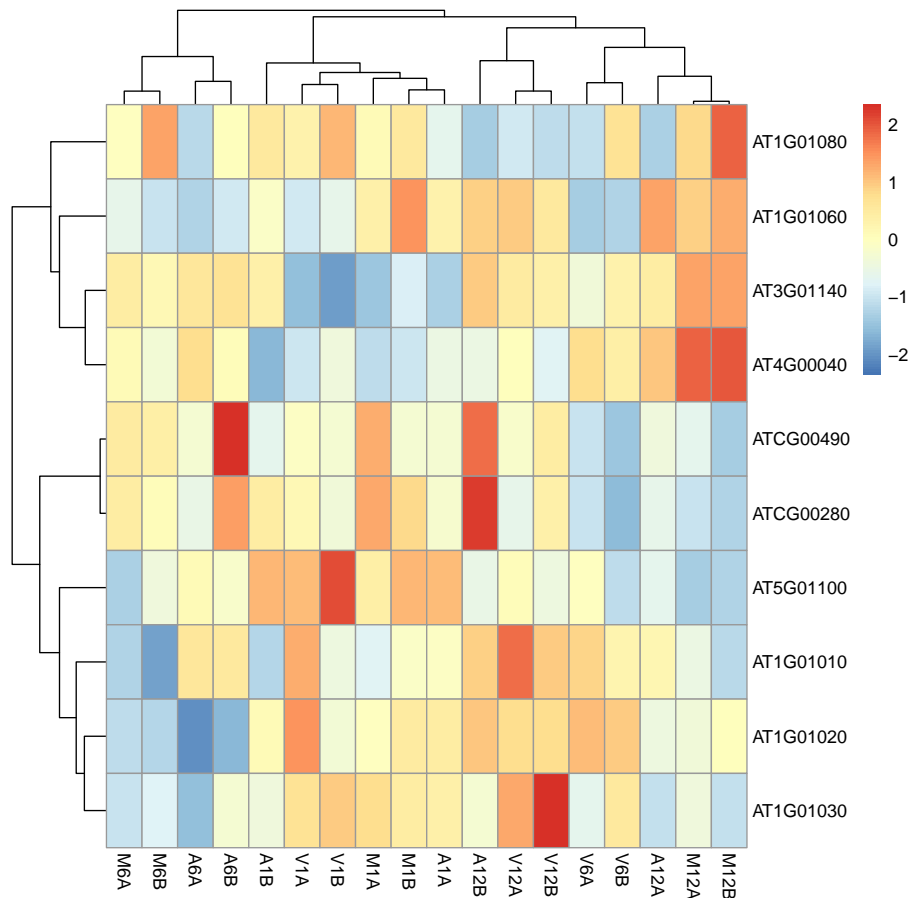 2
1
0
−1
−2
AT1G01080
AT1G01060
AT3G01140
AT4G00040
ATCG00490
ATCG00280
AT5G01100
AT1G01010
AT1G01020
AT1G01030
M6A M6B A6A A6B A1B V1A V1B M1A M1B A1A A12B V12A V12B V6A V6B A12A M12A M12B